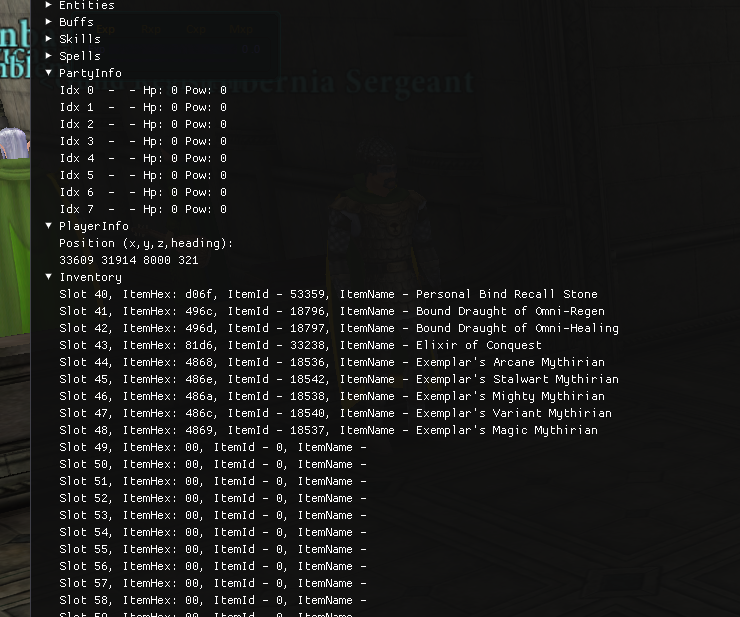 Entities
Buffs
Skills
Spells
PartyInfo
Idx 0 - - Hp: 0 Pow: 0
Idx 1 - - Hp: 0 Pow: 0
Idx 2 - - Hp: 0 Pow: 0
Idx 3 - - Hp: 0 Pow: 0
Idx 4 - - Hp: 0 Pow: 0
Idx 5 - - Hp: 0 Pow: 0
Idx 6 - - Hp: 0 Pow: 0
Idx 7 - - Hp: 0 Pow: 0
PlayerInfo
Position (x,y,z,heading):
33609 31914 8000 321
Inventory
Slot 40, ItemHex: d06f, ItemId - 53359, ItemName - Personal Bind Recall Stone
Slot 41, ItemHex: 496c, ItemId - 18796, ItemName - Bound Draught of Omni-Regen
Slot 42, ItemHex: 496d, ItemId - 18797, ItemName - Bound Draught of Omni-Healing
Slot 43, ItemHex: 81d6, ItemId - 33238, ItemName - Elixir of Conquest
Slot 44, ItemHex: 4868, ItemId - 18536, ItemName - Exemplar's Arcane Mythirian
Slot 45, ItemHex: 486e, ItemId - 18542, ItemName - Exemplar's Stalwart Mythirian
Slot 46, ItemHex: 486a, ItemId - 18538, ItemName - Exemplar's Mighty Mythirian
Slot 47, ItemHex: 486c, ItemId - 18540, ItemName - Exemplar's Variant Mythirian
Slot 48, ItemHex: 4869, ItemId - 18537, ItemName - Exemplar's Magic Mythirian
Slot 49, ItemHex: 00, ItemId - 0, ItemName -
Slot 50, ItemHex: 00, ItemId - 0, ItemName -
Slot 51, ItemHex: 00, ItemId - 0, ItemName -
Slot 52, ItemHex: 00, ItemId - 0, ItemName -
Slot 53, ItemHex: 00, ItemId - 0, ItemName -
Slot 54, ItemHex: 00, ItemId - 0, ItemName -
Slot 55, ItemHex: 00, ItemId - 0, ItemName -
Slot 56, ItemHex: 00, ItemId - 0, ItemName -
Slot 57, ItemHex: 00, ItemId - 0, ItemName -
Slot 58, ItemHex: 00, ItemId - 0, ItemName -
Slot 59, ItemHex: 00, ItemId - 0, ItemName -
Sergeant